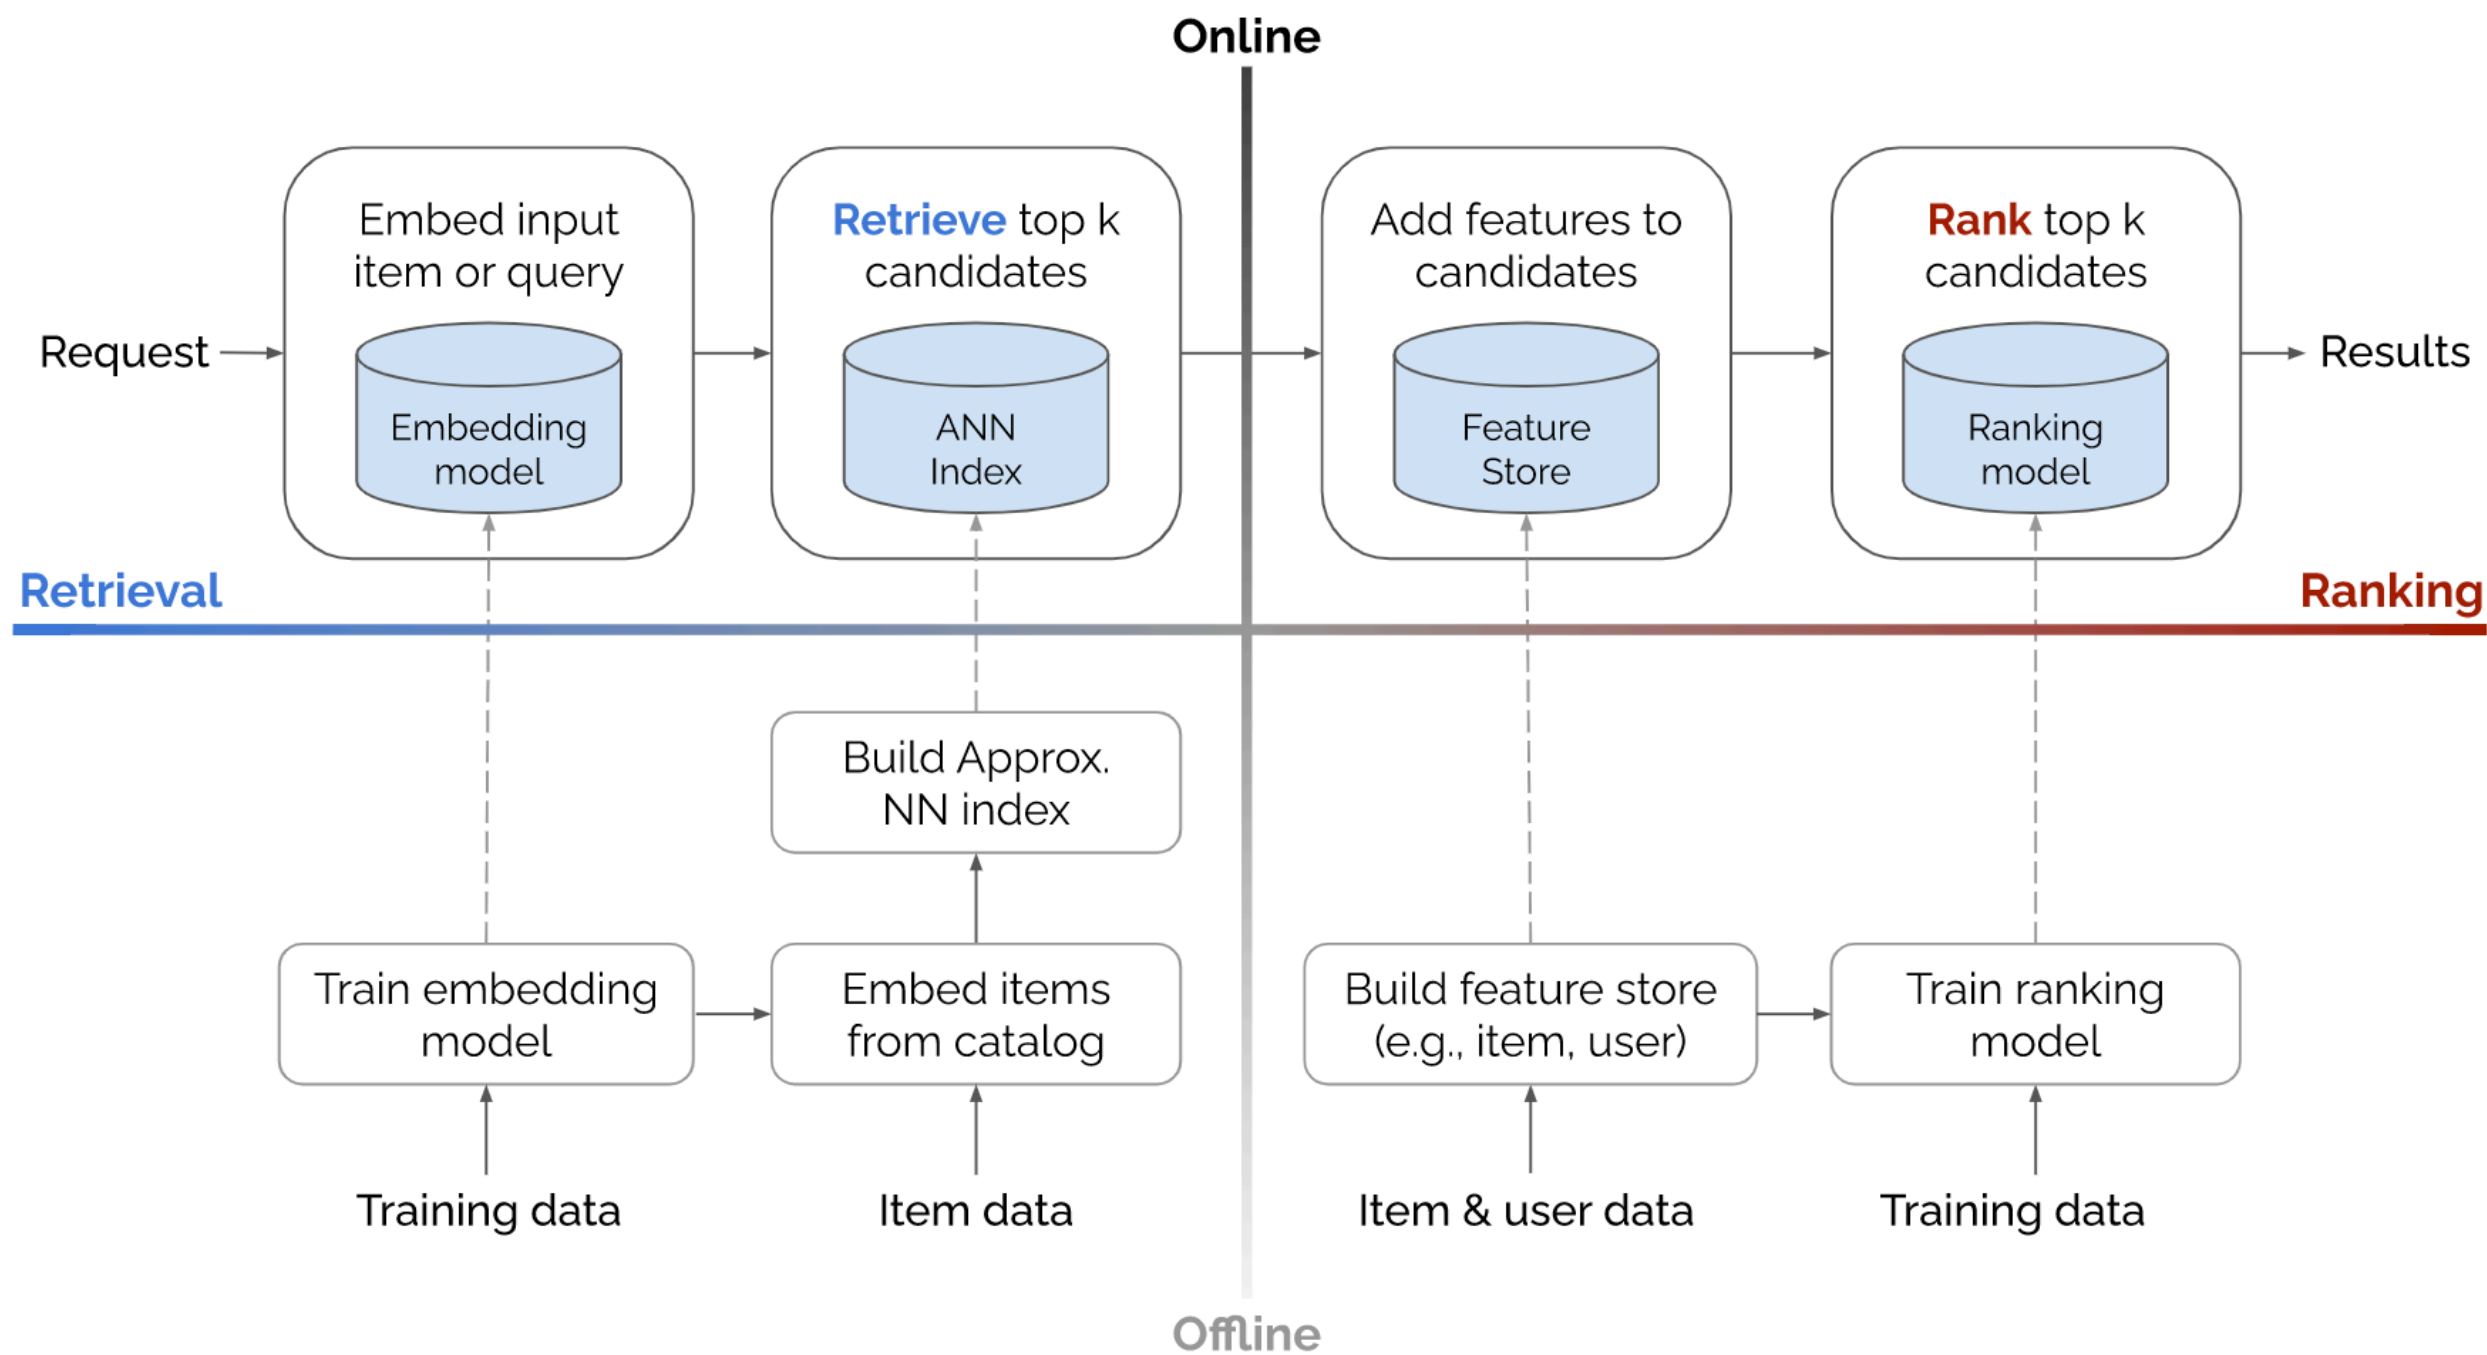 Online
Embed input
item or query
Retrieve top k
candidates
Add features to
candidates
Rank top k
candidates
Request
Embedding
model
ANN
Index
Feature
Store
Ranking
model
Results
Retrieval
Ranking
Build Approx.
NN index
Train embedding
model
Embed items
from catalog
Build feature store
(e.g., item, user)
Train ranking
model
Training data
Item data
Item & user data
Training data
Offline